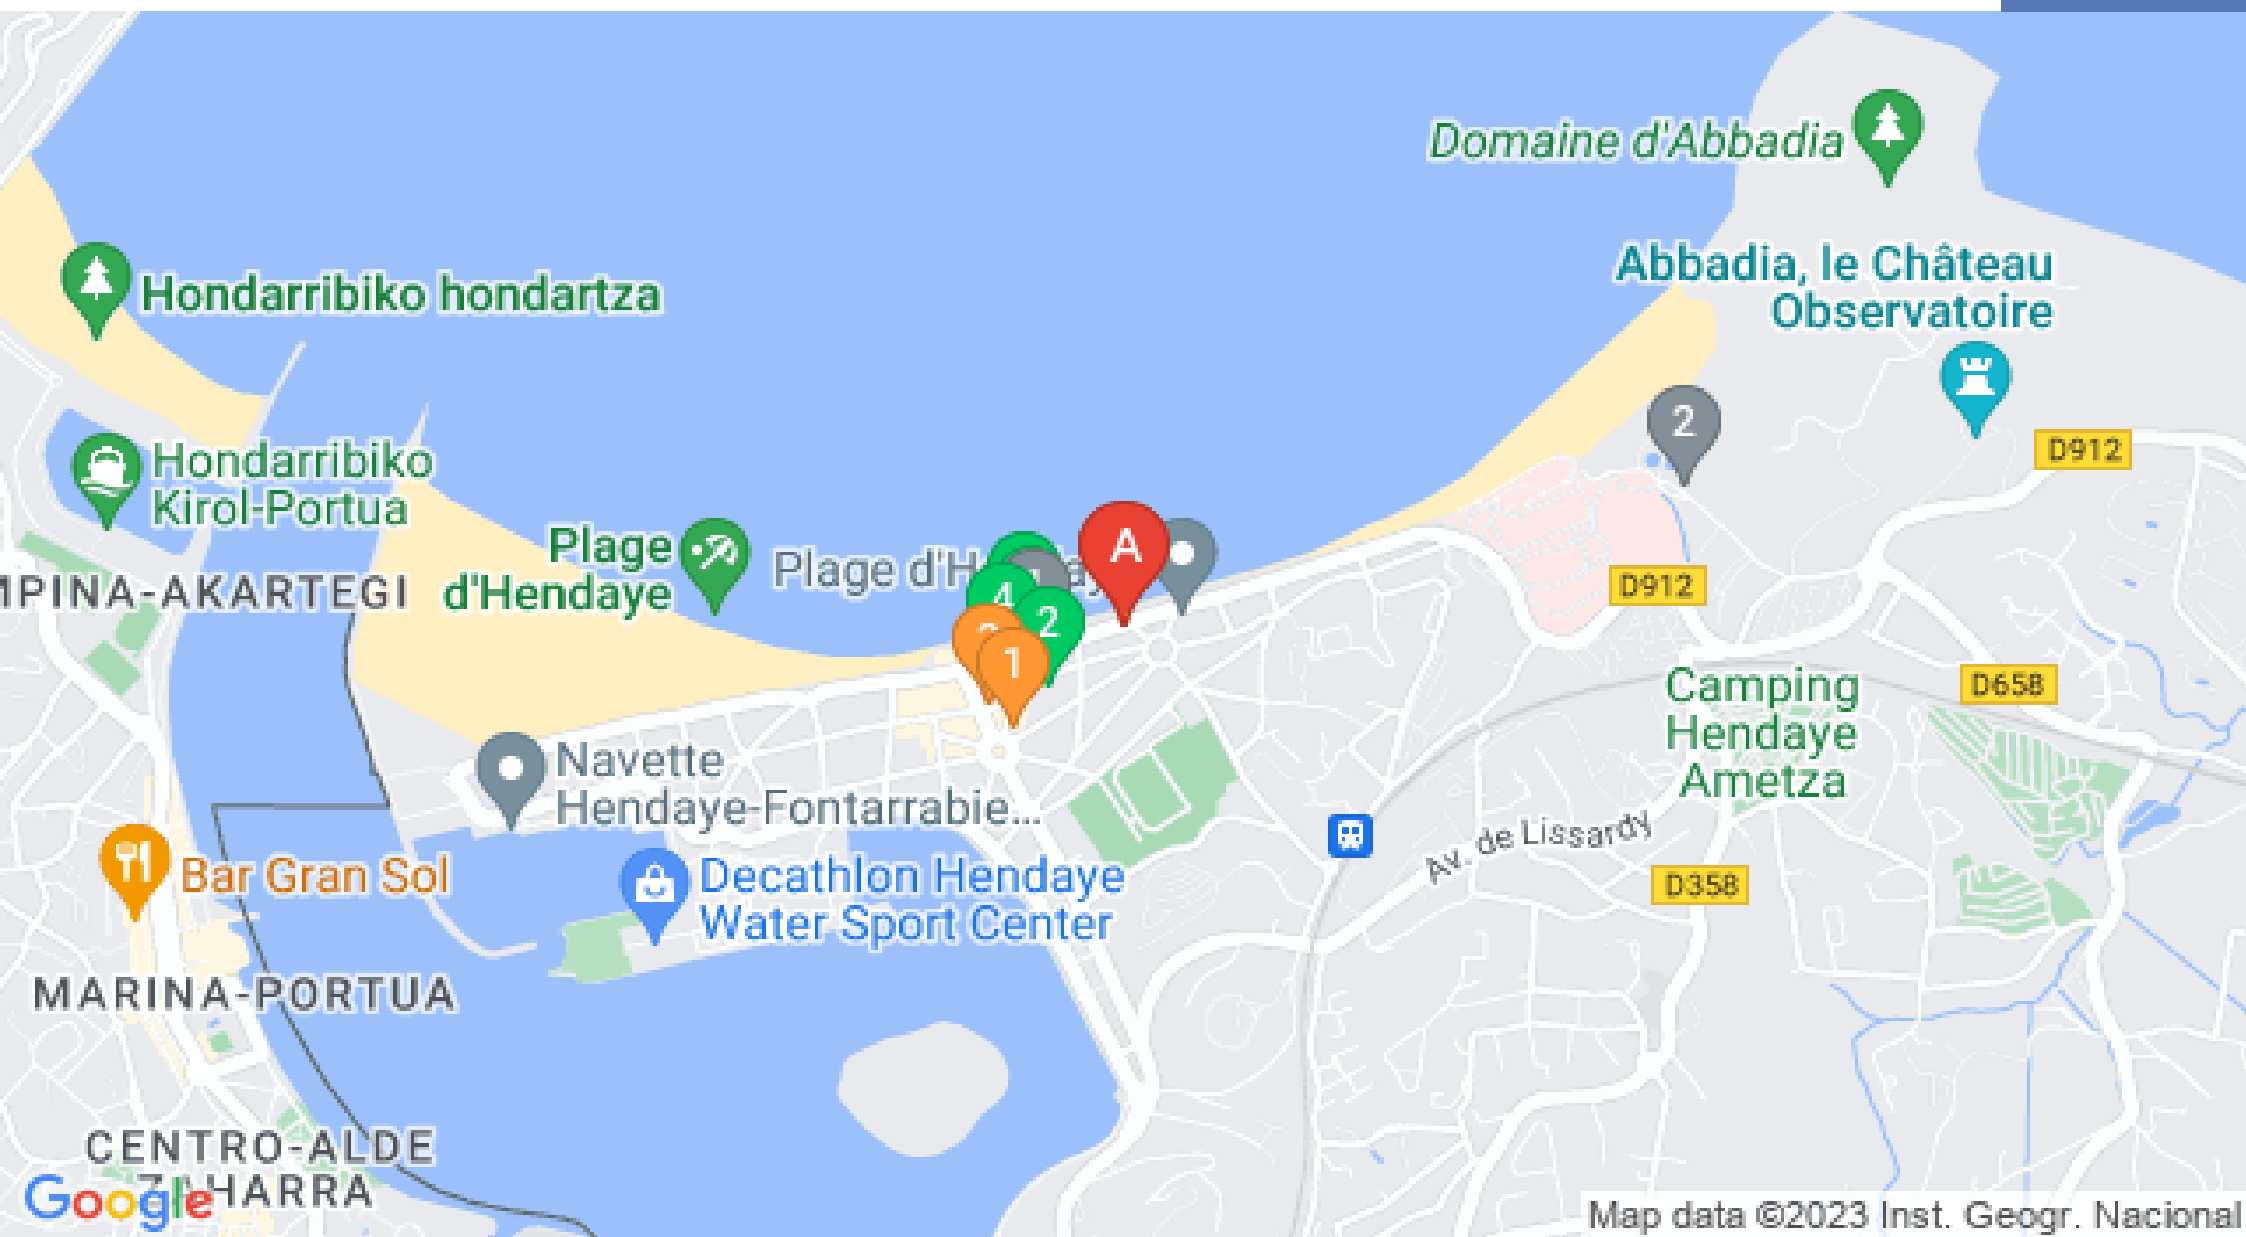 Domaine d'Abbadia
Abbadia, le Château
Observatoire
Hondarribiko hondartza
2
D912
Hondarribiko
Kirol-Portua
Plage
d'Hendaye
Plage d'H
A
4
2
1
D912
AKARTEGI
Camping
Hendaye
Ametza
D658
Navette
Hendaye-Fontarrabie...
Av. de Lissardy
Bar Gran Sol
Decathlon Hendaye
Water Sport Center
D358
MARINA-PORTUA
CENTRO-ALDE
Google
Map data ©2023 Inst. Geogr. Nacional